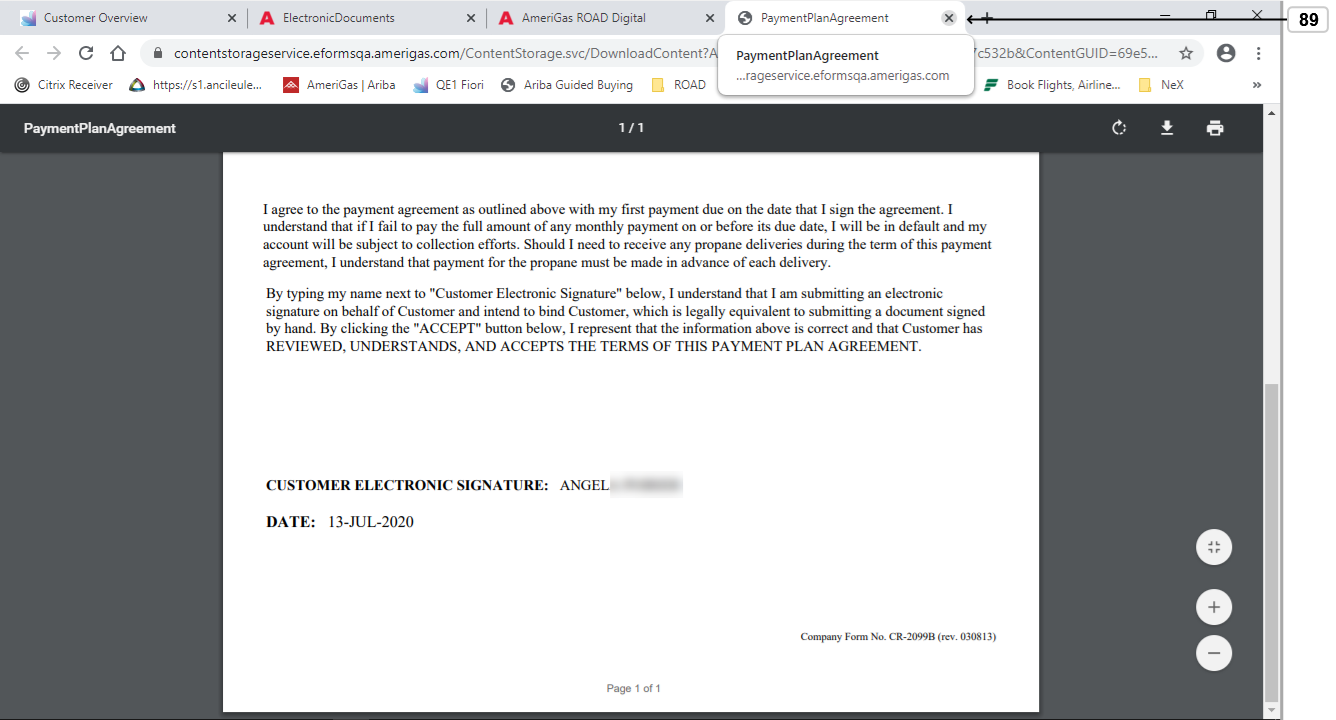 Customer Overview
ElectronicDocuments
AmeriGas ROAD Digital
PaymentPlanAgreement
89
contentstorageservice.eformsqa.amerigas.com/ContentStorage.svc/DownloadContent?A
7c532b&ContentGUID=69e5...
PaymentPlanAgreement
...rageservice.eformsqa.amerigas.com
Citrix Receiver
https://s1.ancileule...
AmeriGas | Ariba
QE1 Fiori
Ariba Guided Buying
ROAD
Book Flights, Airline...
NeX
»
PaymentPlanAgreement
1 / 1
I agree to the payment agreement as outlined above with my first payment due on the date that I sign the agreement. I
understand that if I fail to pay the full amount of any monthly payment on or before its due date, I will be in default and my
account will be subject to collection efforts. Should I need to receive any propane deliveries during the term of this payment
agreement, I understand that payment for the propane must be made in advance of each delivery.
By typing my name next to "Customer Electronic Signature" below, I understand that I am submitting an electronic
signature on behalf of Customer and intend to bind Customer, which is legally equivalent to submitting a document signed
by hand. By clicking the "ACCEPT" button below, I represent that the information above is correct and that Customer has
REVIEWED, UNDERSTANDS, AND ACCEPTS THE TERMS OF THIS PAYMENT PLAN AGREEMENT.
CUSTOMER ELECTRONIC SIGNATURE: ANGEL
DATE: 13-JUL-2020
Company Form No. CR-2099B (rev. 030813)
Page 1 of 1